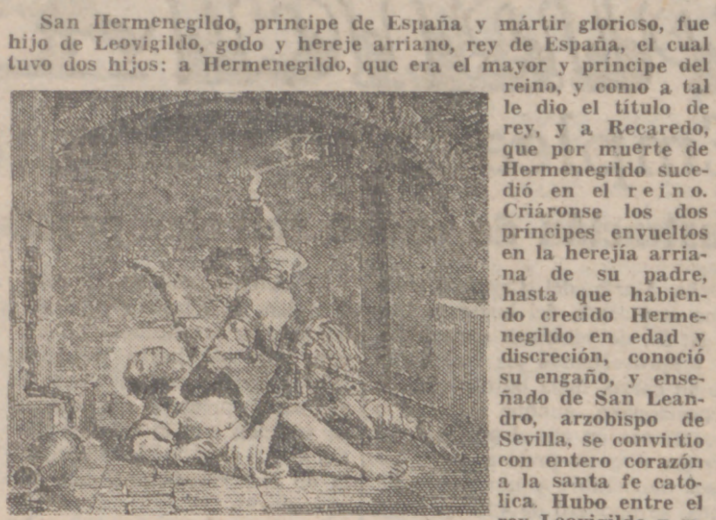 San Hermenegildo, príncipe de España y mártir glorioso, fue
hijo de Leovigildo, godo y hereje arriano, rey de España, el cual
tuvo dos hijos: a Hermenegildo, que era el mayor y príncipe del
reino, y como a tal
le dio el título de
rey, y a Recaredo,
que por muerte de
Hermenegildo suce-
dió en el reino.
Criáronse los dos
príncipes envueltos
en la herejía arria-
na de su padre,
hasta que habien-
do crecido Herme-
negildo en edad y
discreción, conoció
su engaño, y ense-
ñado de San Lean-
dro, arzobispo de
Sevilla, se convirtio
con entero corazón
a la santa fe cató-
lica. Hubo entre el
rey Leovigildo